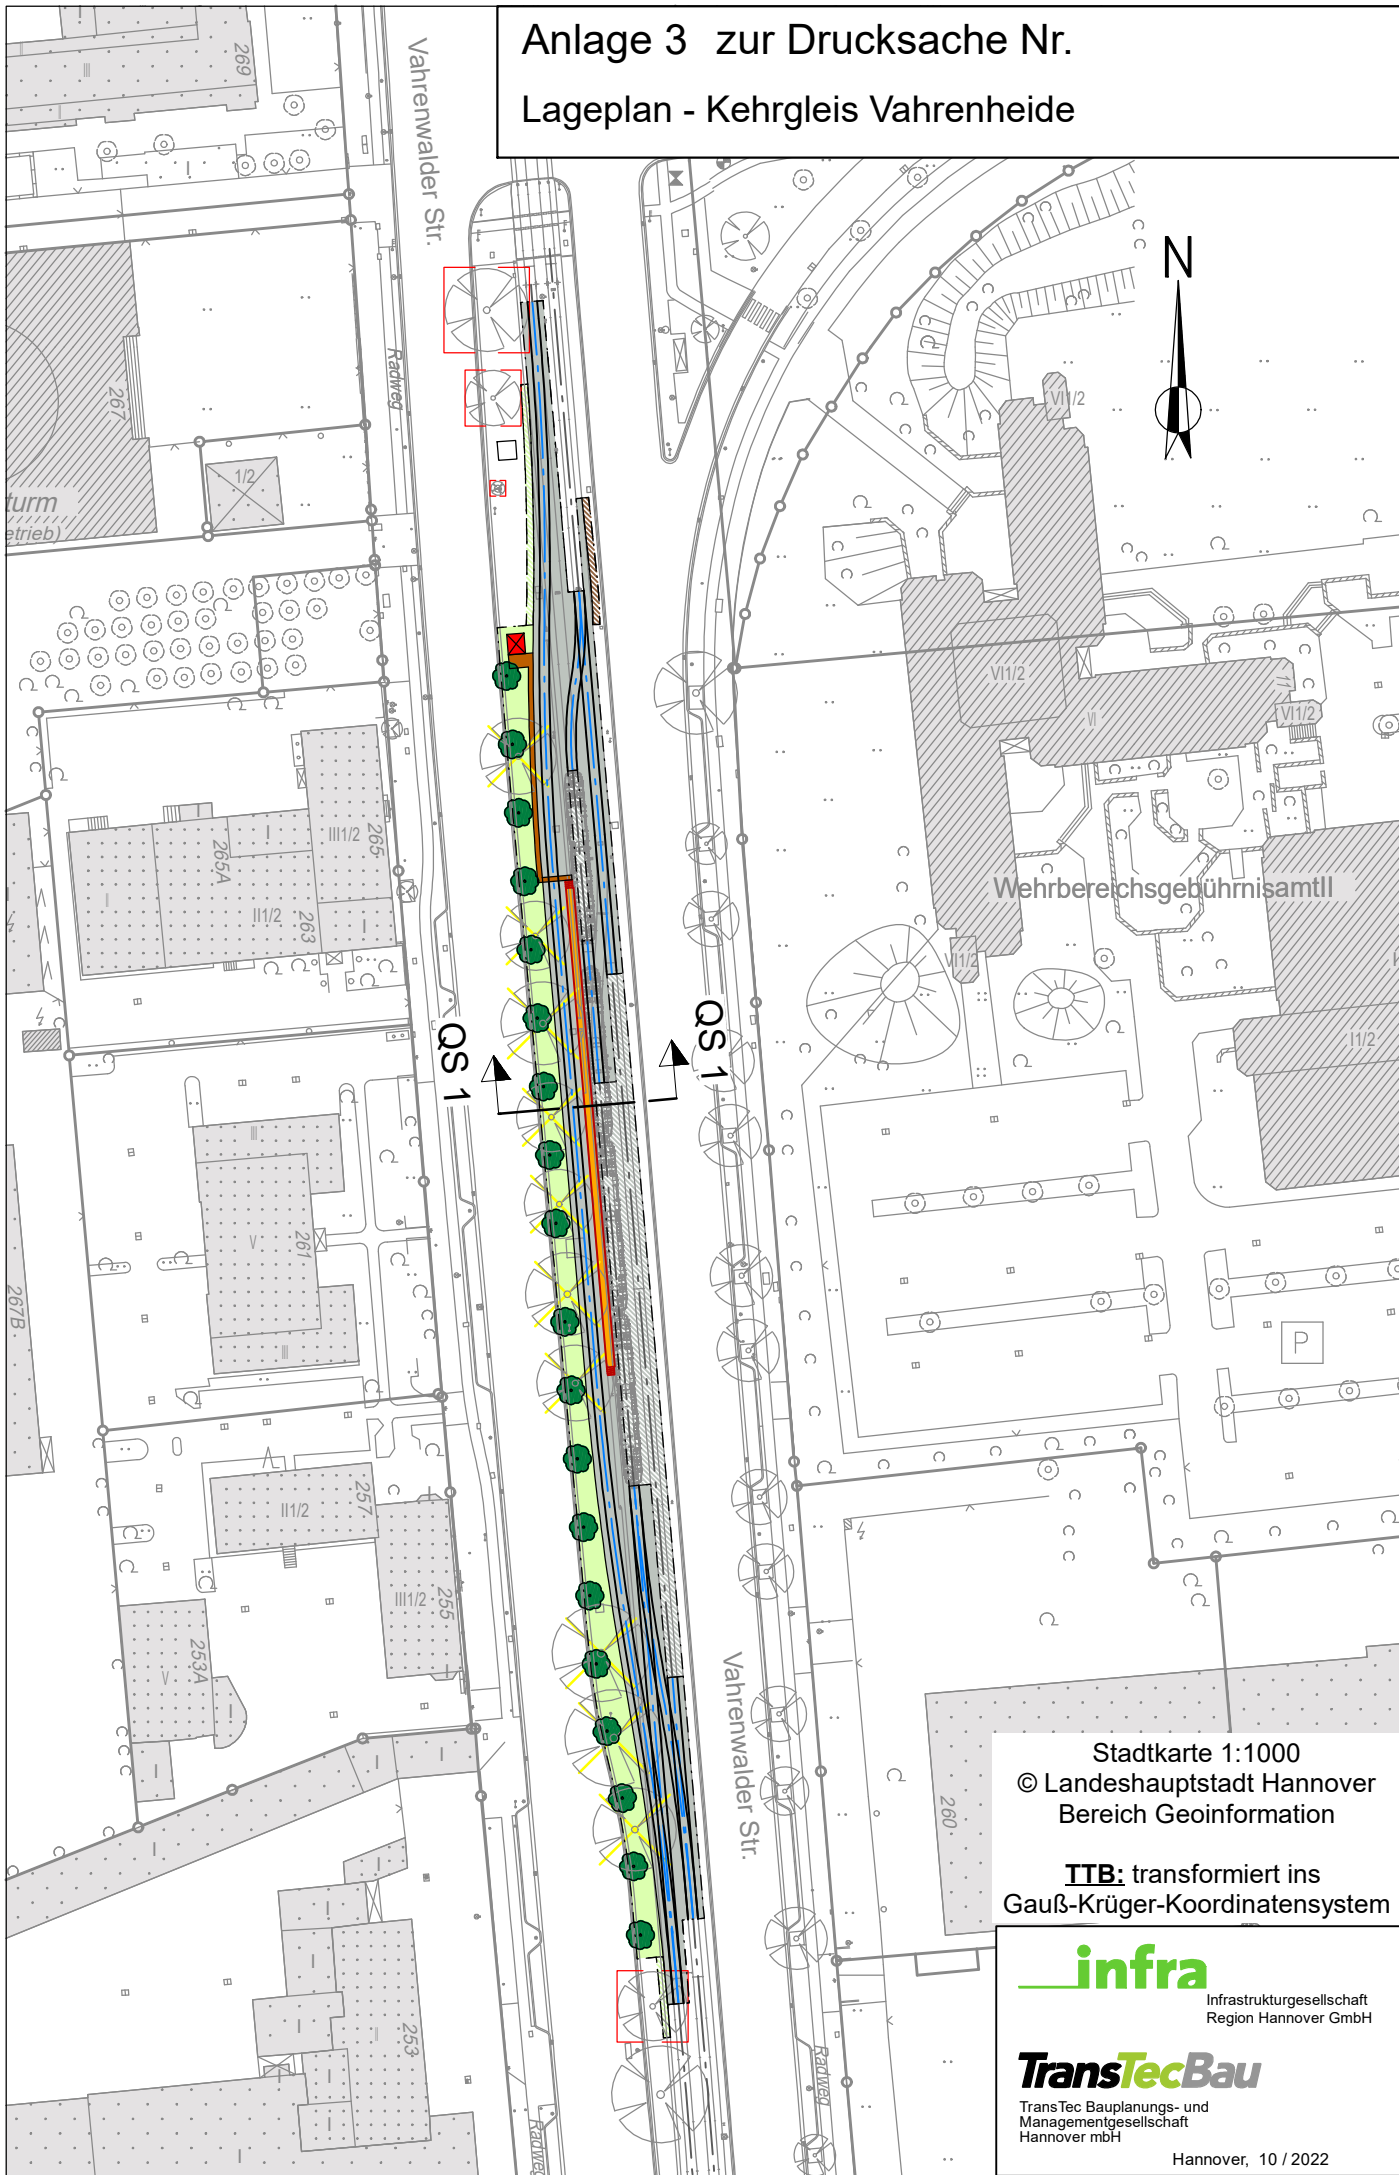 Anlage 3 zur Drucksache Nr.
Lageplan - Kehrgleis Vahrenheide
Vahrenwalder Str.
269
N
Radweg
267
VI1/2
1/2
turm
etrieb)
VI1/2
VI
11
VI1/2
III1/2
265
265A
II1/2
263
Wehrbereichsgebührnisamt II
VI1/2
QS 1
QS 1
I1/2
III
V
261
III
267B
P
II1/2
257
III1/2
255
253A
V
Vahrenwalder Str.
260
Stadtkarte 1:1000
© Landeshauptstadt Hannover
Bereich Geoinformation
TTB: transformiert ins
Gauß-Krüger-Koordinatensystem
infra
Infrastrukturgesellschaft
Region Hannover GmbH
253
Radweg
Radweg
TransTecBau
TransTec Bauplanungs- und
Managementgesellschaft
Hannover mbH
Hannover, 10 / 2022